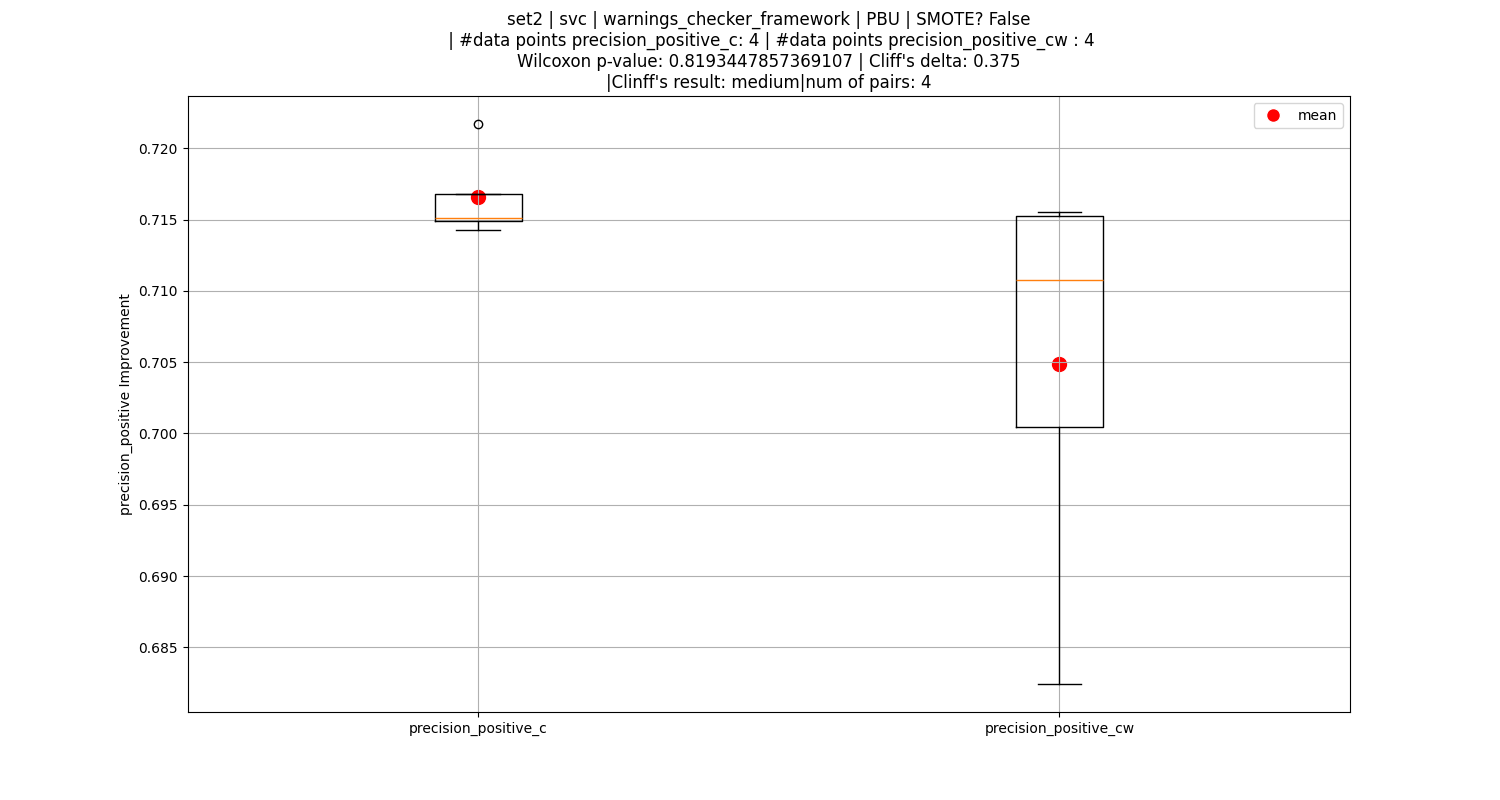 set2 | svc | warnings_checker_framework | PBU | SMOTE? False
| #data points precision_positive_c: 4 | #data points precision_positive_cw : 4
Wilcoxon p-value: 0.8193447857369107 | Cliff's delta: 0.375
|Clinff's result: medium|num of pairs: 4
mean
0.720
0.715
0.710
0.705
0.700
0.695
0.690
0.685
precision_positive Improvement
precision_positive_c
precision_positive_cw